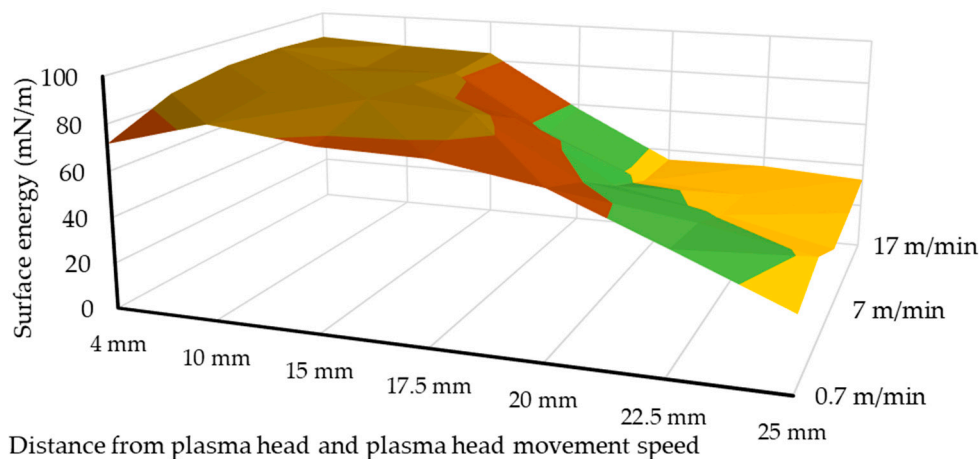 Surface energy (mN/m)
100
80
60
40
20
0
4 mm
10 mm
15 mm
17.5 mm
20 mm
22.5 mm
25 mm
0.7 m/min
7 m/min
17 m/min
Distance from plasma head and plasma head movement speed